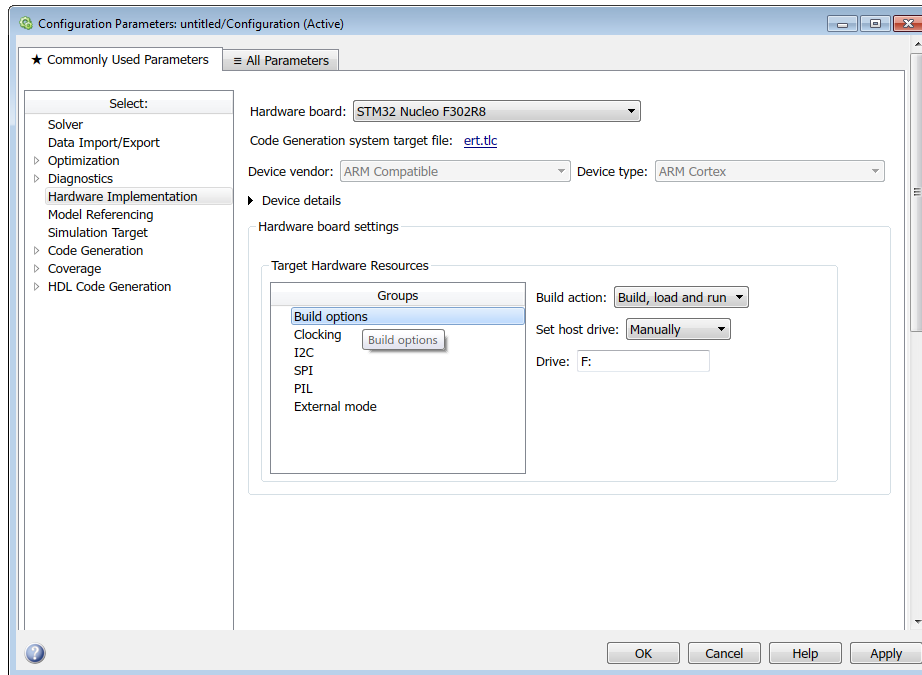 Configuration Parameters: untitled/Configuration (Active)
★ Commonly Used Parameters
≡ All Parameters
Select:
Solver
Data Import/Export
Optimization
Diagnostics
Hardware Implementation
Model Referencing
Simulation Target
Code Generation
Coverage
HDL Code Generation
Hardware board: STM32 Nucleo F302R8
Code Generation system target file: ert.tlc
Device vendor: ARM Compatible Device type: ARM Cortex
Device details
Hardware board settings
Target Hardware Resources
Groups
Build options
Clocking
Build options
I2C
SPI
PIL
External mode
Build action: Build, load and run
Set host drive: Manually
Drive: F:
OK Cancel Help Apply